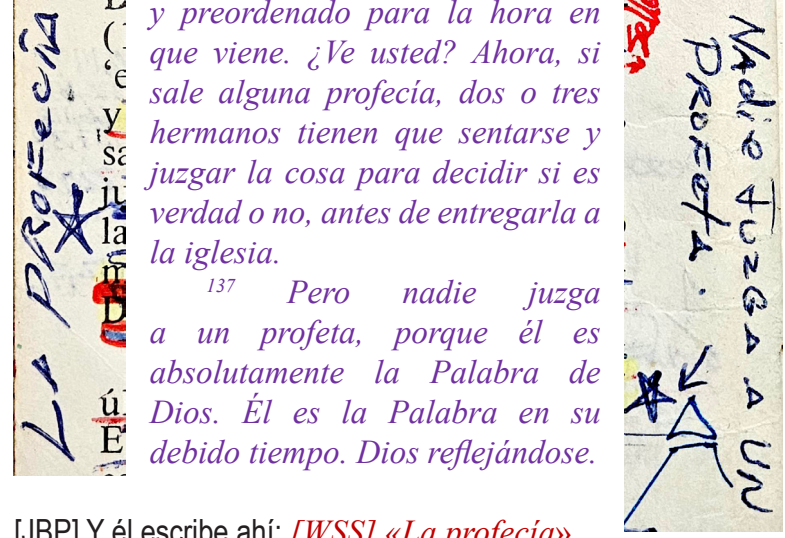 LA PROFECÍA
y preordenado para la hora en
que viene. ¿Ve usted? Ahora, si
sale alguna profecía, dos o tres
hermanos tienen que sentarse y
juzgar la cosa para decidir si es
verdad o no, antes de entregarla a
la iglesia.
137 Pero nadie juzga
a un profeta, porque él es
absolutamente la Palabra de
Dios. Él es la Palabra en su
debido tiempo. Dios reflejándose.
NAdie JUZGA A UN
PROFETA.
[JBP] Y él escribe ahí: [WSS] «La profecía».